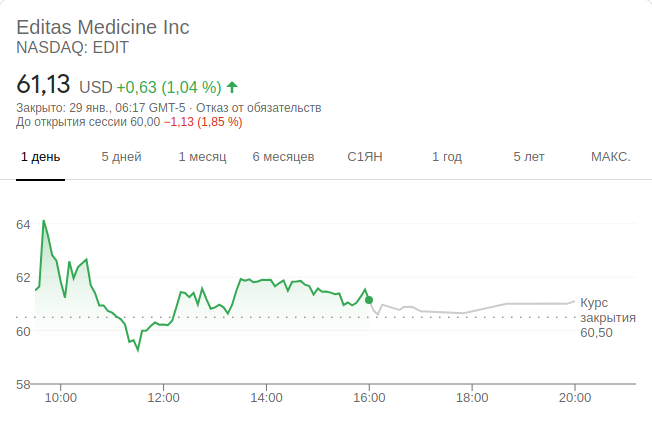 Editas Medicine Inc
NASDAQ: EDIT
61,13 USD +0,63 (1,04 %)
Закрыто: 29 янв., 06:17 GMT-5 · Отказ от обязательств
До открытия сессии 60,00 −1,13 (1,85 %)
1 день 5 дней 1 месяц 6 месяцев С1ЯН 1 год 5 лет МАКС.
64
62
Курс
закрытия
60
60,50
58
10:00 12:00 14:00 16:00 18:00 20:00